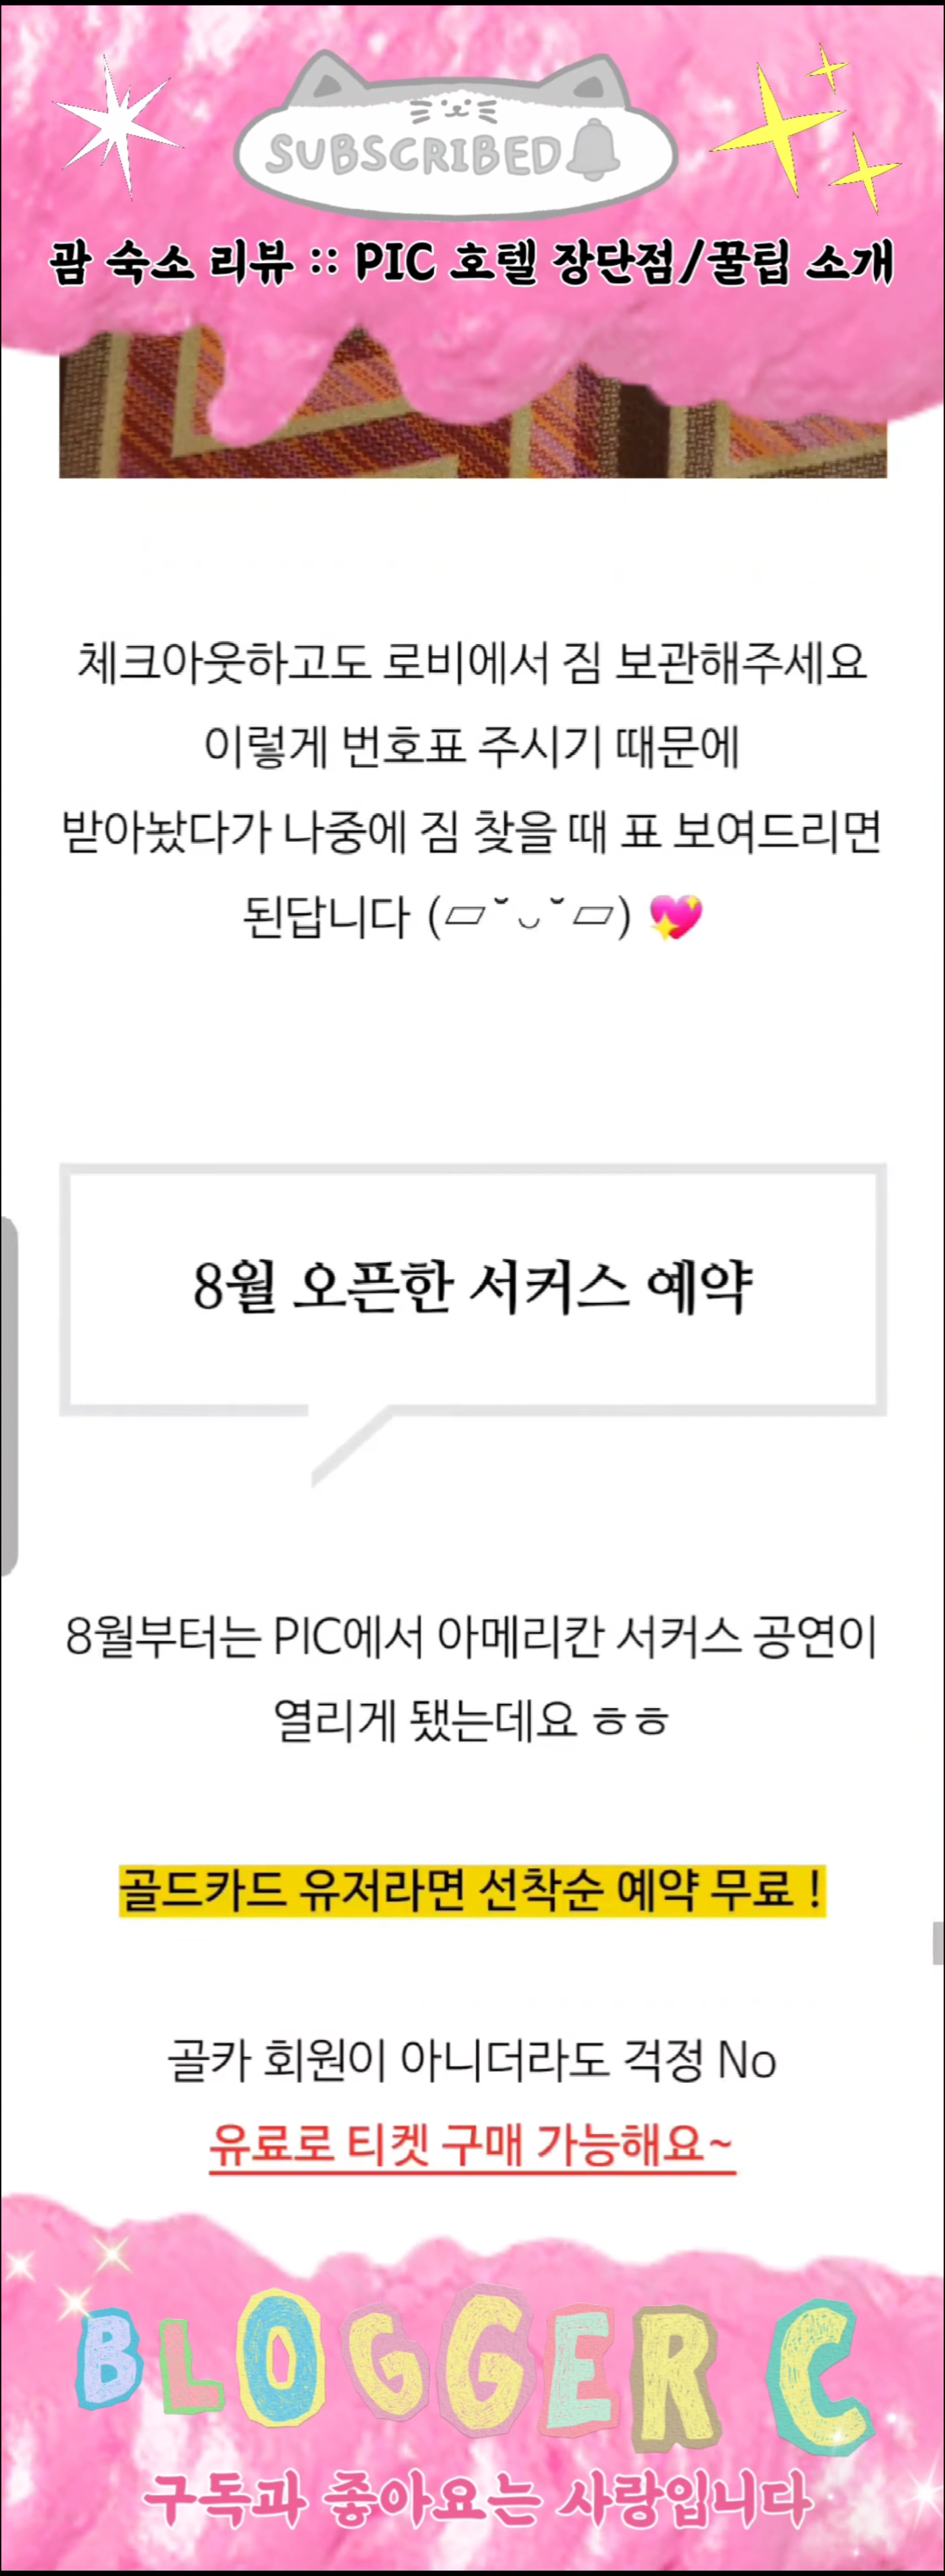 SUBSCRIBED
괌 숙소 리뷰 :: PIC 호텔 장단점/꿀팁 소개
체크아웃하고도 로비에서 짐 보관해주세요
이렇게 번호표 주시기 때문에
받아놨다가 나중에 짐 찾을 때 표 보여드리면
된답니다 (▱˘◡˘▱) 💖
8월 오픈한 서커스 예약
8월부터는 PIC에서 아메리칸 서커스 공연이
열리게 됐는데요 ㅎㅎ
골드카드 유저라면 선착순 예약 무료 !
골카 회원이 아니더라도 걱정 No
유료로 티켓 구매 가능해요~
BLOGGER C
구독과 좋아요는 사랑입니다